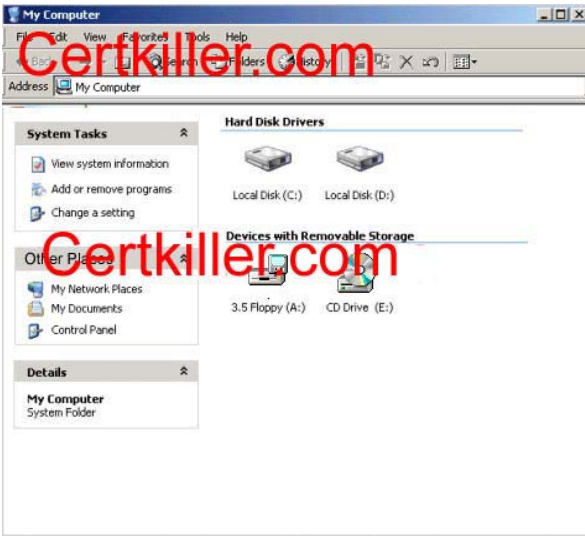 My Computer
File Edit View Favorites Tools Help
Back Search Folders History
Address My Computer
Certkiller.com
System Tasks
View system information
Add or remove programs
Change a setting
Other Places
My Network Places
My Documents
Control Panel
Details
My Computer
System Folder
Hard Disk Drivers
Local Disk (C:) Local Disk (D:)
Devices with Removable Storage
Certkiller.com
3.5 Floppy (A:) CD Drive (E:)